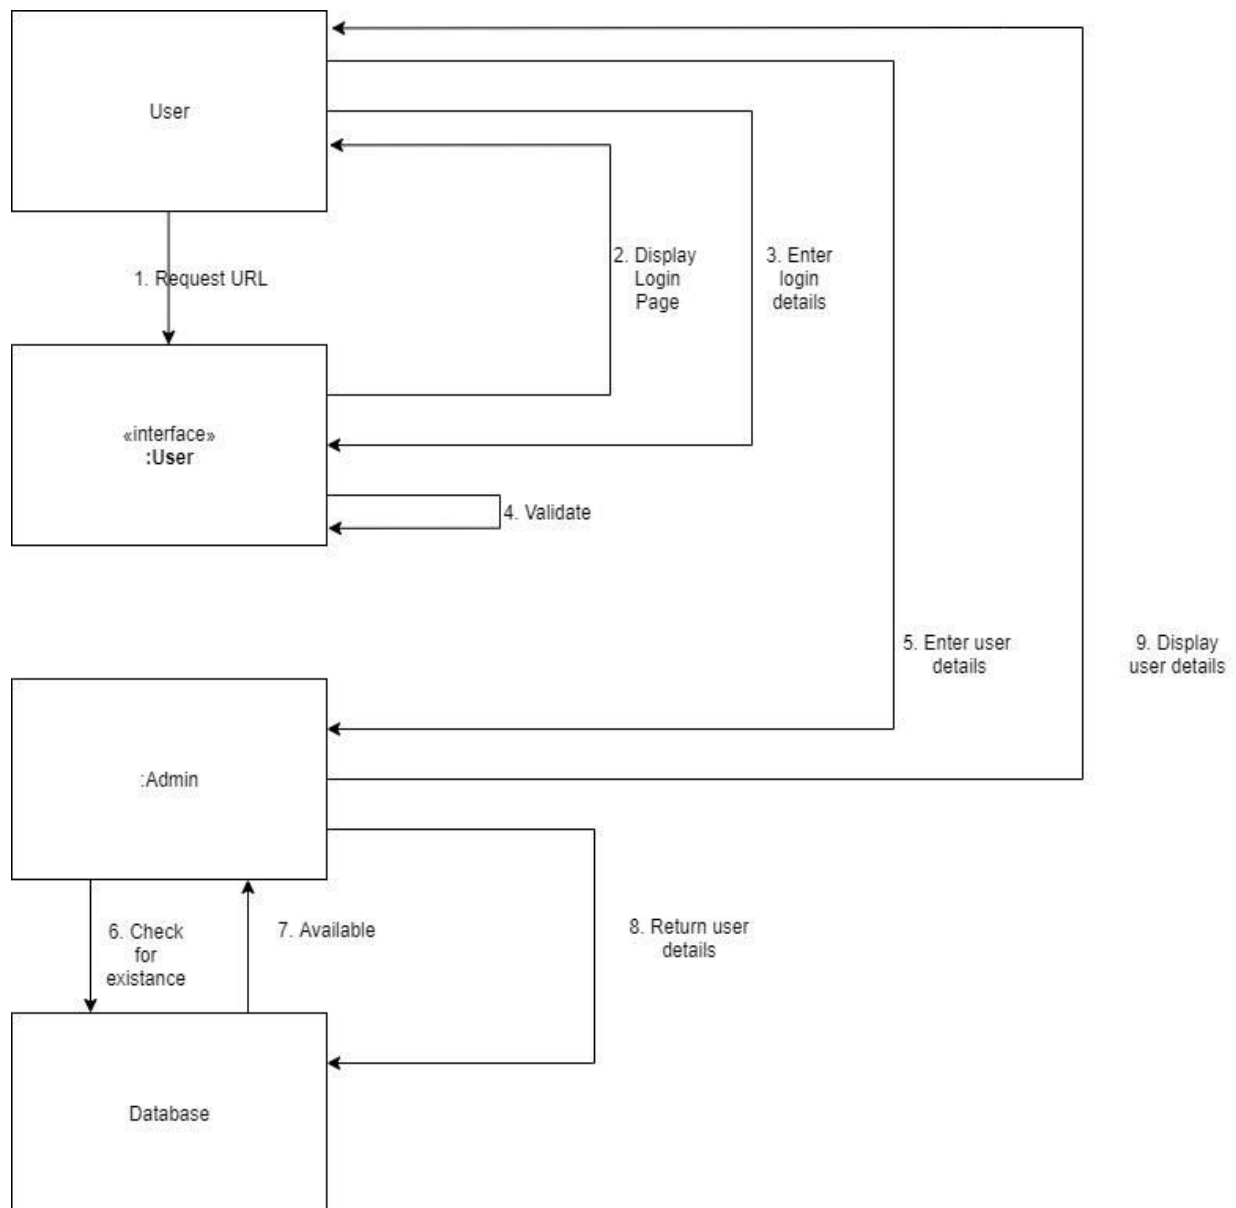 User
1. Request URL
2. Display
Login
Page
3. Enter
login
details
«interface»
:User
4. Validate
5. Enter user
details
9. Display
user details
:Admin
6. Check
for
existance
7. Available
8. Return user
details
Database